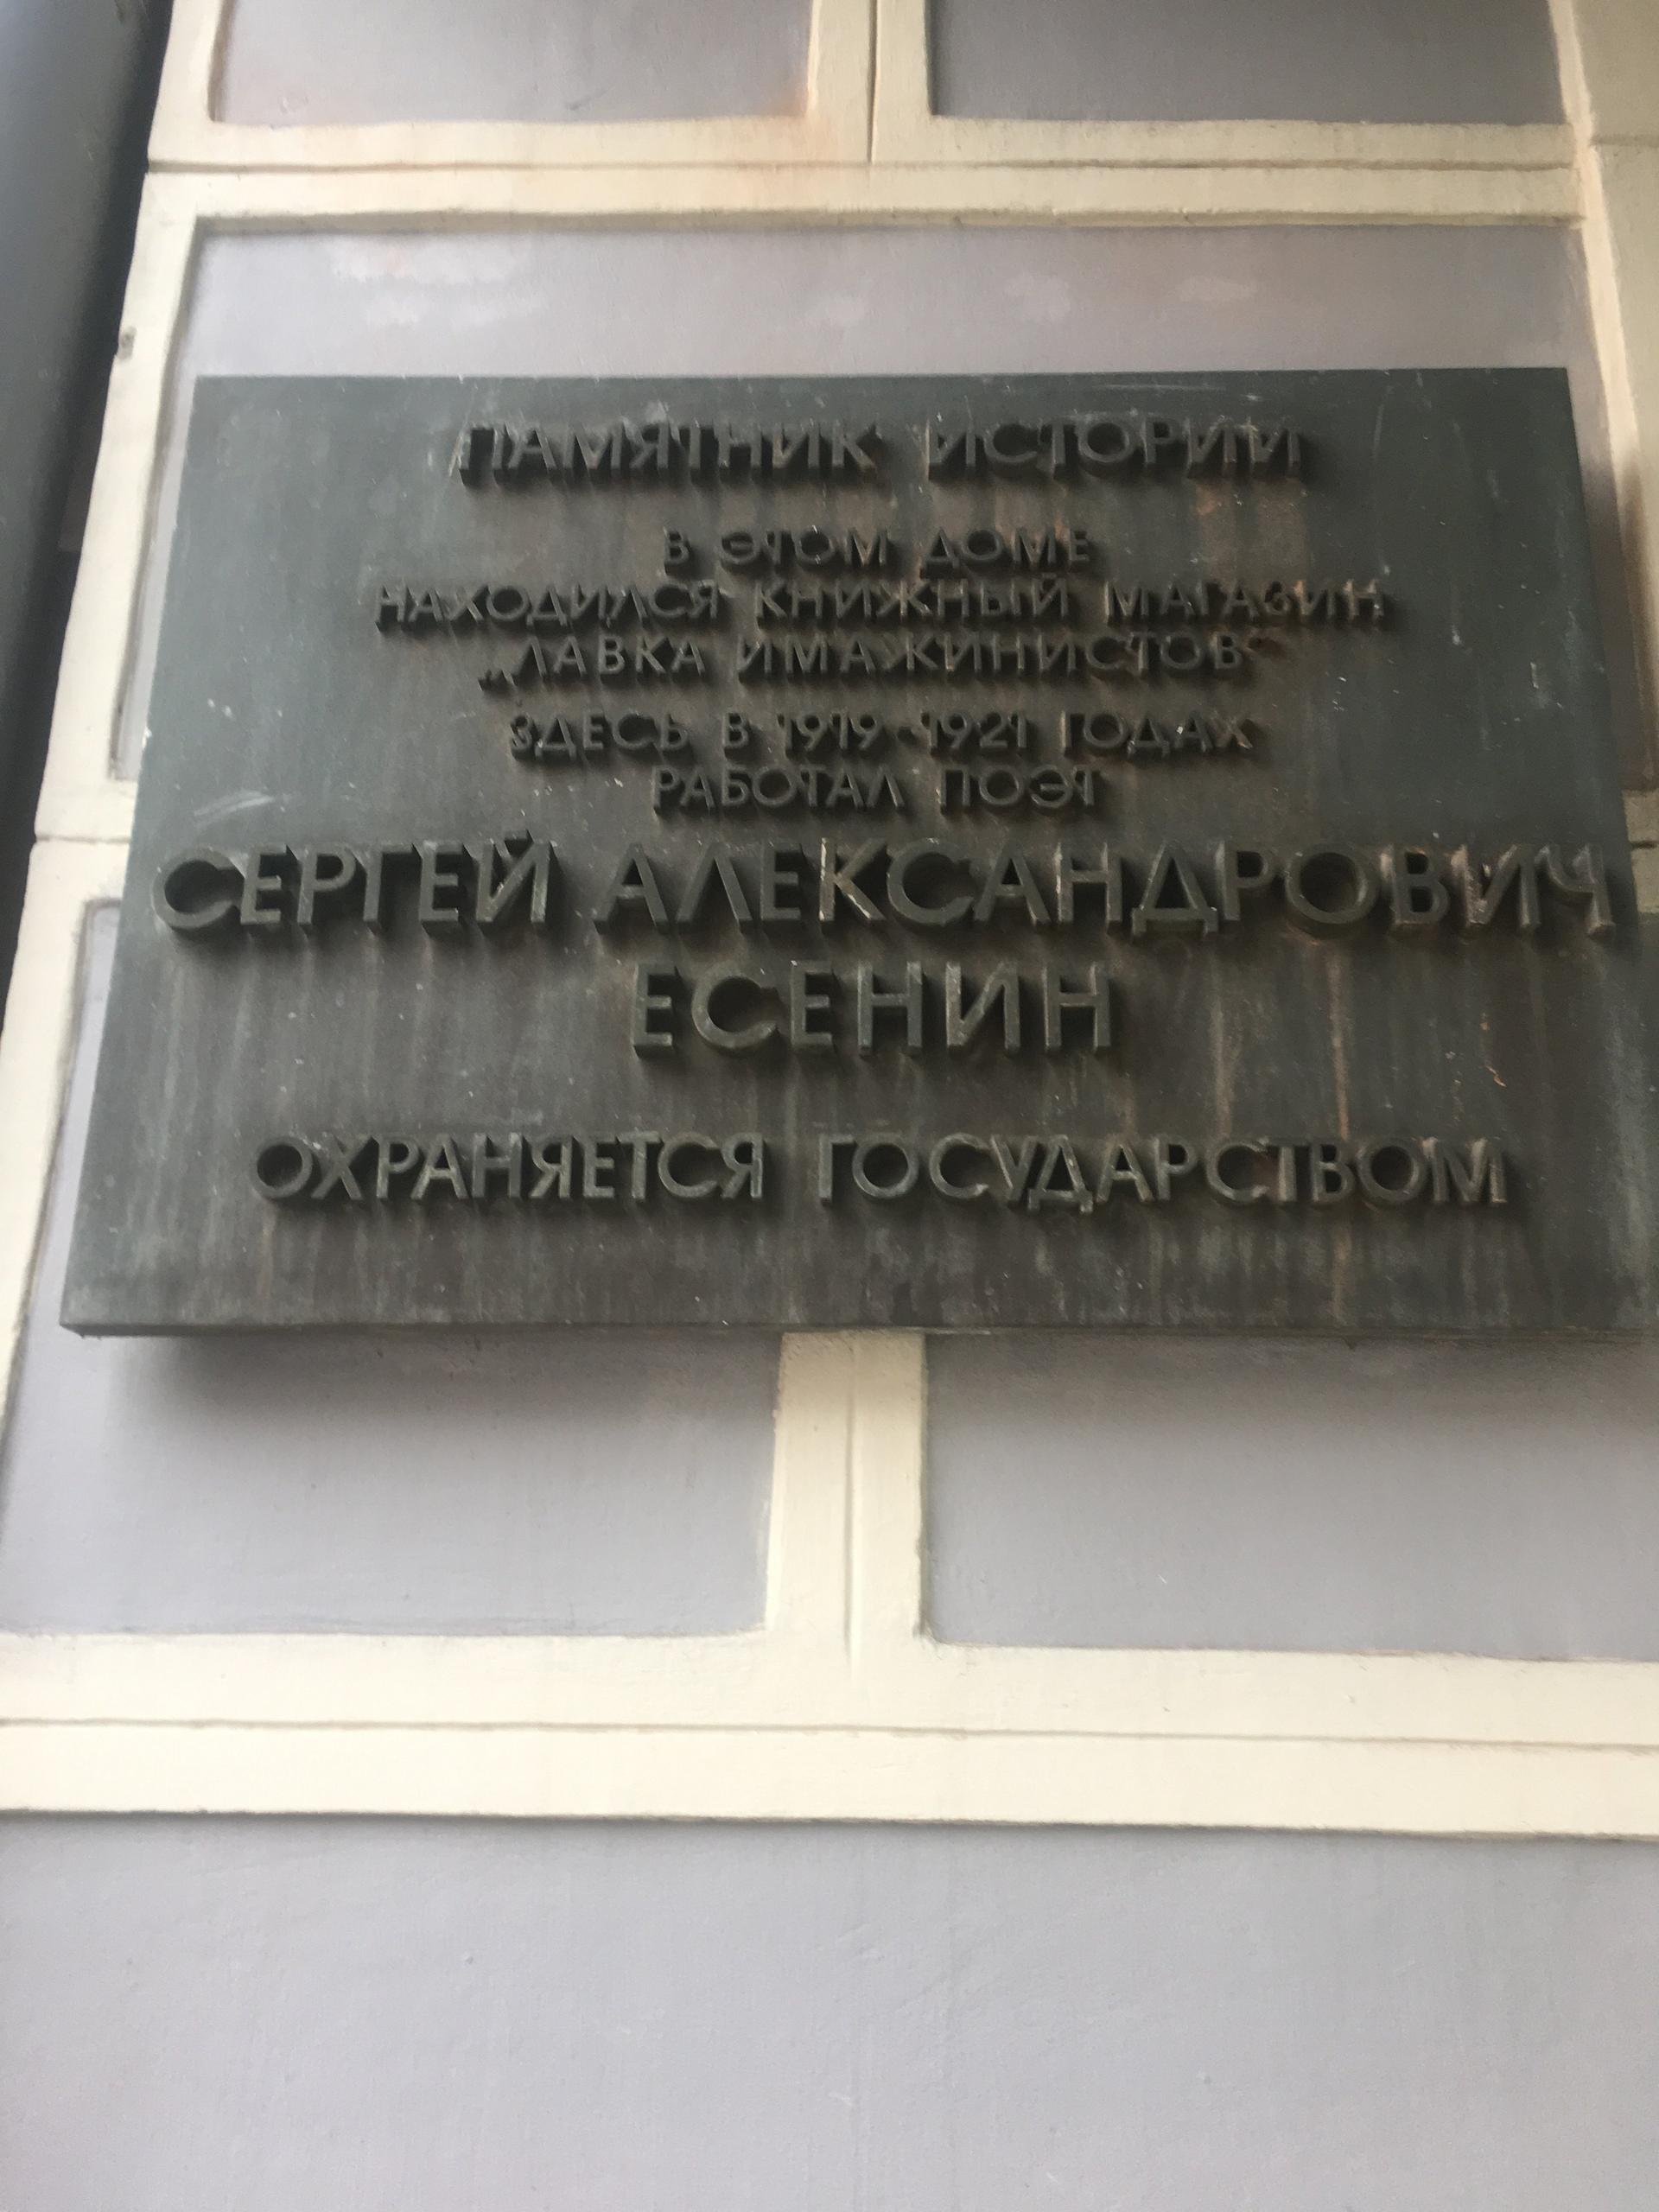 ПАМЯТНИК ИСТОРИИ
В ЭТОМ ДОМЕ
НАХОДИЛСЯ КНИЖНЫЙ МАГАЗИН
„ЛАВКА ИМАЖИНИСТОВ“
ЗДЕСЬ В 1919-1921 ГОДАХ
РАБОТАЛ ПОЭТ
СЕРГЕЙ АЛЕКСАНДРОВИЧ
ЕСЕНИН
ОХРАНЯЕТСЯ ГОСУДАРСТВОМ